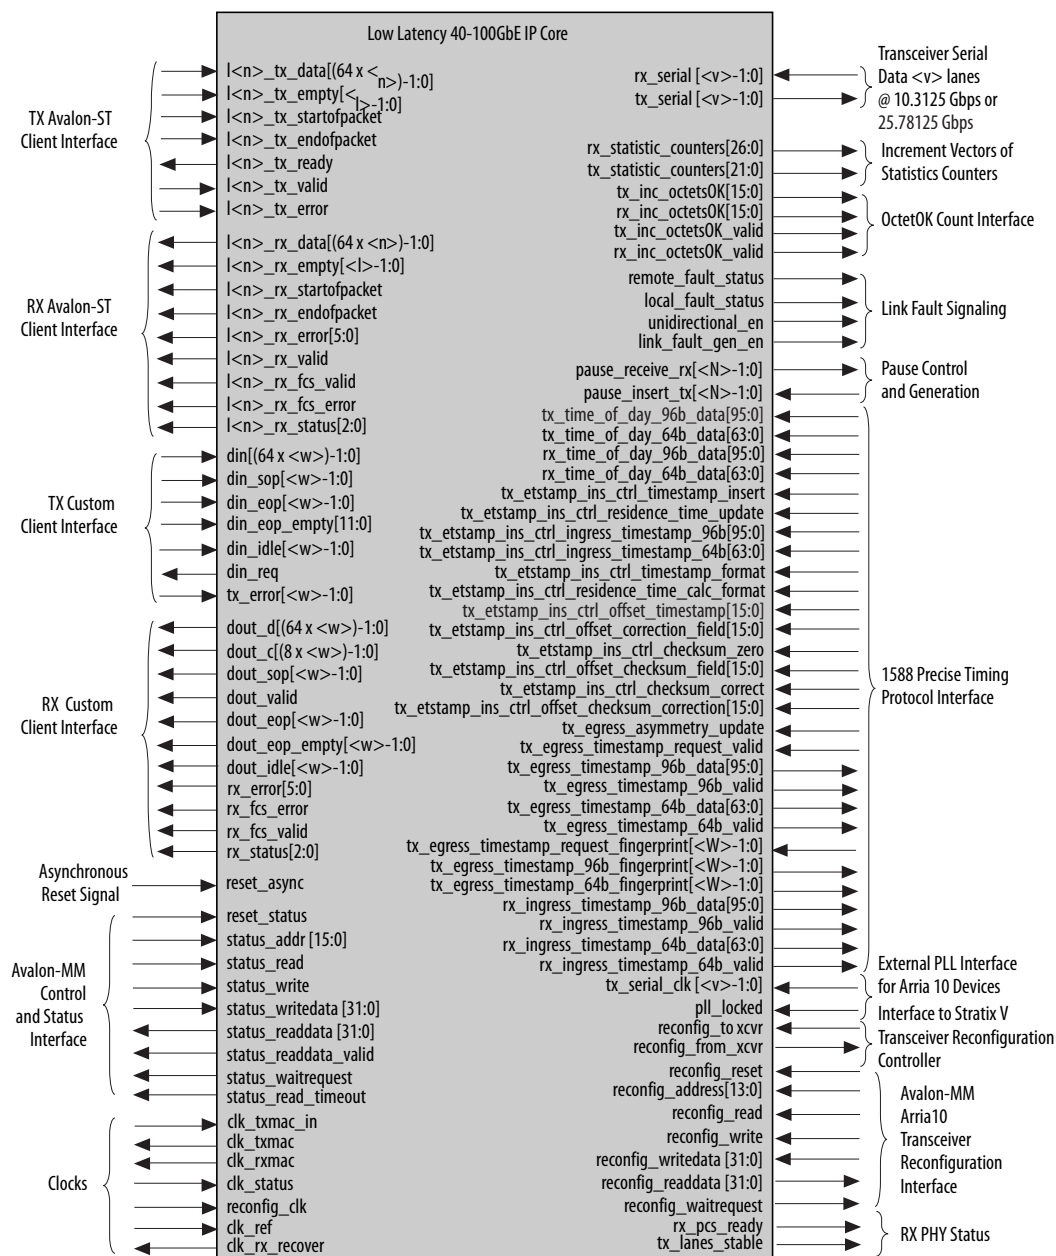 Low Latency 40-100GbE IP Core
TX Avalon-ST
Client Interface
l<n>_tx_data[(64 x <
n>)-1:0]
l<n>_tx_empty[<
l>-1:0]
l<n>_tx_startofpacket
l<n>_tx_endofpacket
l<n>_tx_ready
l<n>_tx_valid
l<n>_tx_error
RX Avalon-ST
Client Interface
l<n>_rx_data[(64 x <n>)-1:0]
l<n>_rx_empty[<l>-1:0]
l<n>_rx_startofpacket
l<n>_rx_endofpacket
l<n>_rx_error[5:0]
l<n>_rx_valid
l<n>_rx_fcs_valid
l<n>_rx_fcs_error
l<n>_rx_status[2:0]
TX Custom
Client Interface
din[(64 x <w>)-1:0]
din_sop[<w>-1:0]
din_eop[<w>-1:0]
din_eop_empty[11:0]
din_idle[<w>-1:0]
din_req
tx_error[<w>-1:0]
RX Custom
Client Interface
dout_d[(64 x <w>)-1:0]
dout_c[(8 x <w>)-1:0]
dout_sop[<w>-1:0]
dout_valid
dout_eop[<w>-1:0]
dout_eop_empty[<w>-1:0]
dout_idle[<w>-1:0]
rx_error[5:0]
rx_fcs_error
rx_fcs_valid
rx_status[2:0]
Asynchronous
Reset Signal
reset_async
Avalon-MM
Control
and Status
Interface
reset_status
status_addr [15:0]
status_read
status_write
status_writedata [31:0]
status_readdata [31:0]
status_readdata_valid
status_waitrequest
status_read_timeout
Clocks
clk_txmac_in
clk_txmac
clk_rxmac
clk_status
reconfig_clk
clk_ref
clk_rx_recover
rx_serial [<v>-1:0]
tx_serial [<v>-1:0]
Transceiver Serial
Data <v> lanes
@ 10.3125 Gbps or
25.78125 Gbps
rx_statistic_counters[26:0]
tx_statistic_counters[21:0]
Increment Vectors of
Statistics Counters
tx_inc_octetsOK[15:0]
rx_inc_octetsOK[15:0]
tx_inc_octetsOK_valid
rx_inc_octetsOK_valid
OctetOK Count Interface
remote_fault_status
local_fault_status
unidirectional_en
link_fault_gen_en
Link Fault Signaling
pause_receive_rx[<N>-1:0]
pause_insert_tx[<N>-1:0]
Pause Control
and Generation
tx_time_of_day_96b_data[95:0]
tx_time_of_day_64b_data[63:0]
rx_time_of_day_96b_data[95:0]
rx_time_of_day_64b_data[63:0]
tx_etstamp_ins_ctrl_timestamp_insert
tx_etstamp_ins_ctrl_residence_time_update
tx_etstamp_ins_ctrl_ingress_timestamp_96b[95:0]
tx_etstamp_ins_ctrl_ingress_timestamp_64b[63:0]
tx_etstamp_ins_ctrl_timestamp_format
tx_etstamp_ins_ctrl_residence_time_calc_format
tx_etstamp_ins_ctrl_offset_timestamp[15:0]
tx_etstamp_ins_ctrl_offset_correction_field[15:0]
tx_etstamp_ins_ctrl_checksum_zero
tx_etstamp_ins_ctrl_offset_checksum_field[15:0]
tx_etstamp_ins_ctrl_checksum_correct
tx_etstamp_ins_ctrl_offset_checksum_correction[15:0]
tx_egress_asymmetry_update
tx_egress_timestamp_request_valid
tx_egress_timestamp_96b_data[95:0]
tx_egress_timestamp_96b_valid
tx_egress_timestamp_64b_data[63:0]
tx_egress_timestamp_64b_valid
tx_egress_timestamp_request_fingerprint[<W>-1:0]
tx_egress_timestamp_96b_fingerprint[<W>-1:0]
tx_egress_timestamp_64b_fingerprint[<W>-1:0]
rx_ingress_timestamp_96b_data[95:0]
rx_ingress_timestamp_96b_valid
rx_ingress_timestamp_64b_data[63:0]
rx_ingress_timestamp_64b_valid
1588 Precise Timing
Protocol Interface
tx_serial_clk [<v>-1:0]
pll_locked
External PLL Interface
for Arria 10 Devices
reconfig_to xcvr
reconfig_from_xcvr
Interface to Stratix V
Transceiver Reconfiguration
Controller
reconfig_reset
reconfig_address[13:0]
reconfig_read
reconfig_write
reconfig_writedata [31:0]
reconfig_readdata [31:0]
reconfig_waitrequest
Avalon-MM
Arria10
Transceiver
Reconfiguration
Interface
rx_pcs_ready
tx_lanes_stable
RX PHY Status